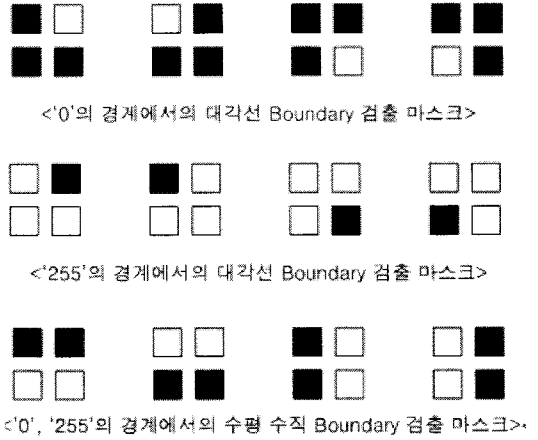 <'0'의 경계에서의 대각선 Boundary 검출 마스크>
<'255'의 경계에서의 대각선 Boundary 검출 마스크>
<'0', '255'의 경계에서의 수평 수직 Boundary 검출 마스크>